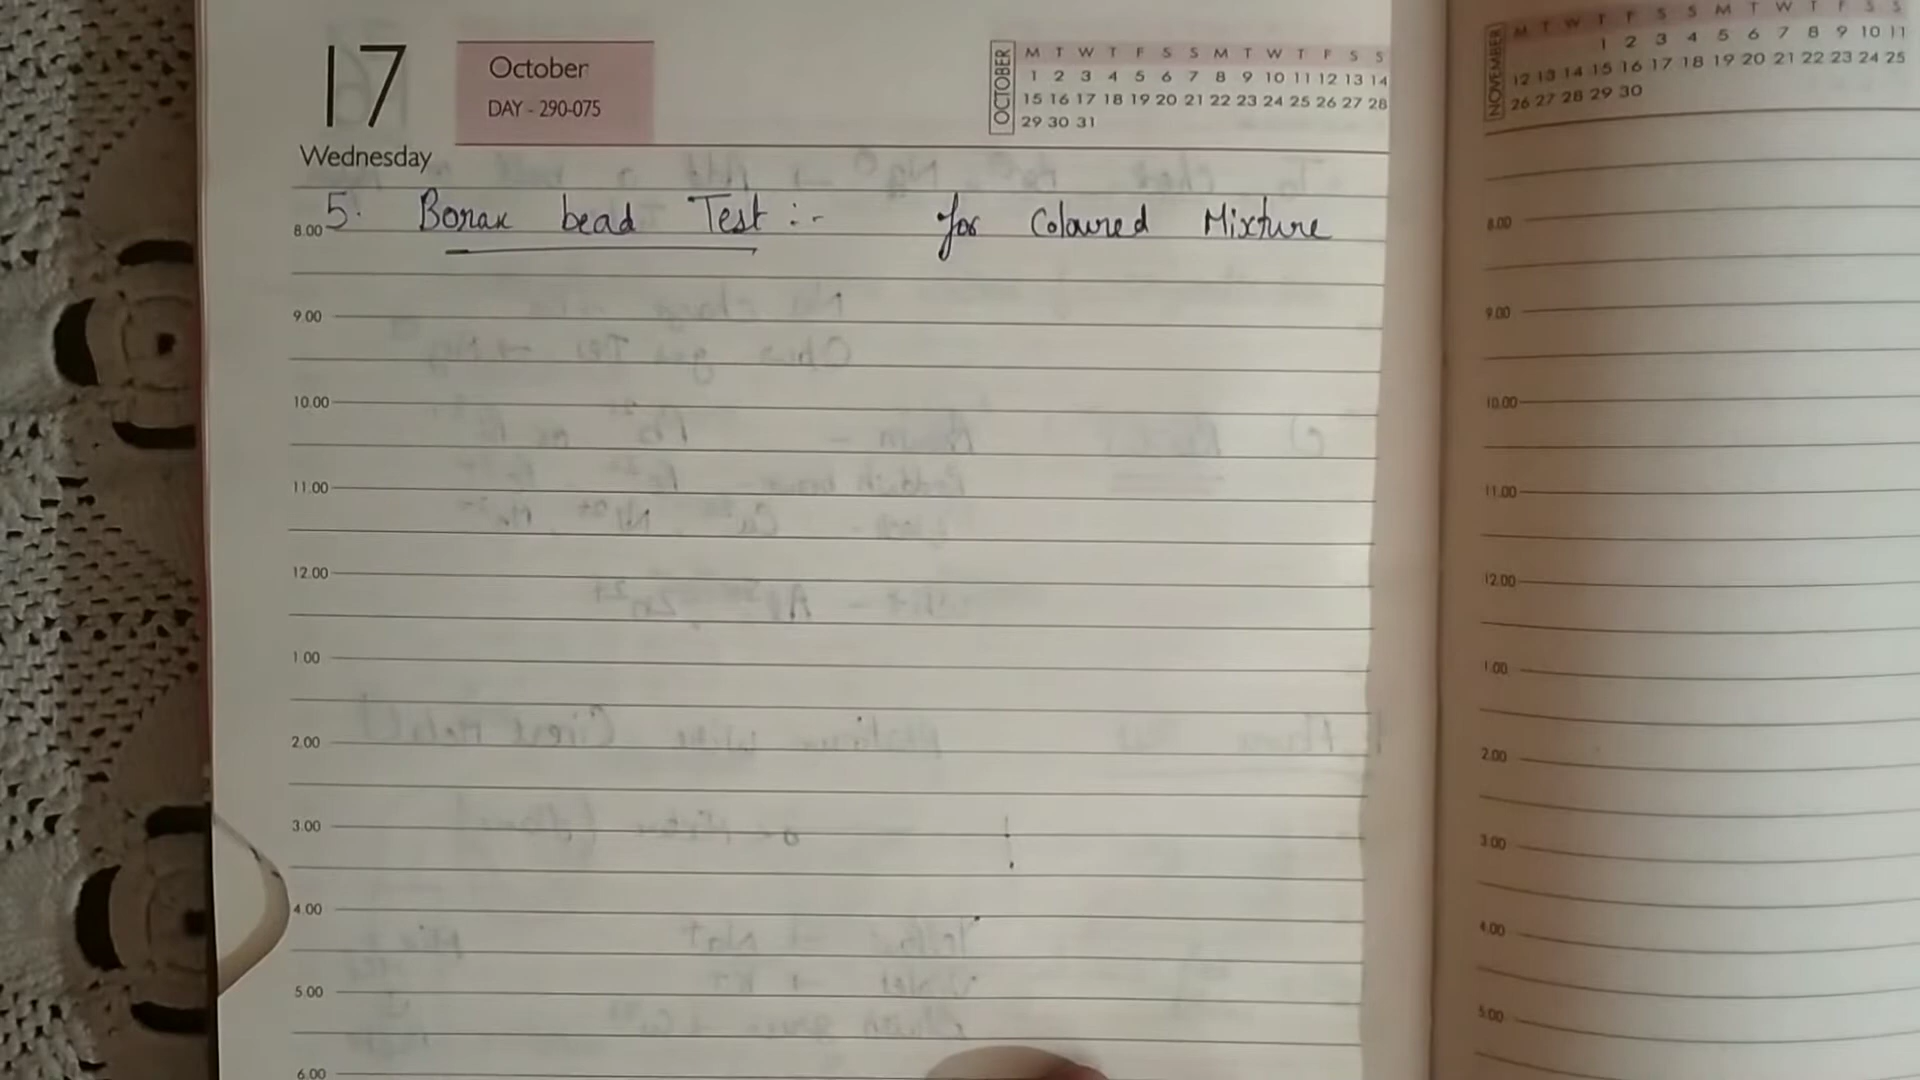 17
October
DAY - 290-075
Wednesday
OCTOBER
M T W T F S S M T W T F S S
1 2 3 4 5 6 7 8 9 10 11 12 13 14
15 16 17 18 19 20 21 22 23 24 25 26 27 28
29 30 31
5. Borax bead Test :- for Coloured Mixture
8.00
9.00
10.00
11.00
12.00
1.00
2.00
3.00
4.00
5.00
6.00
NOVEMBER
M T W T F S S M T W T F S S
1 2 3 4 5 6 7 8 9 10 11
12 13 14 15 16 17 18 19 20 21 22 23 24 25
26 27 28 29 30
8.00
9.00
10.00
11.00
12.00
1.00
2.00
3.00
4.00
5.00